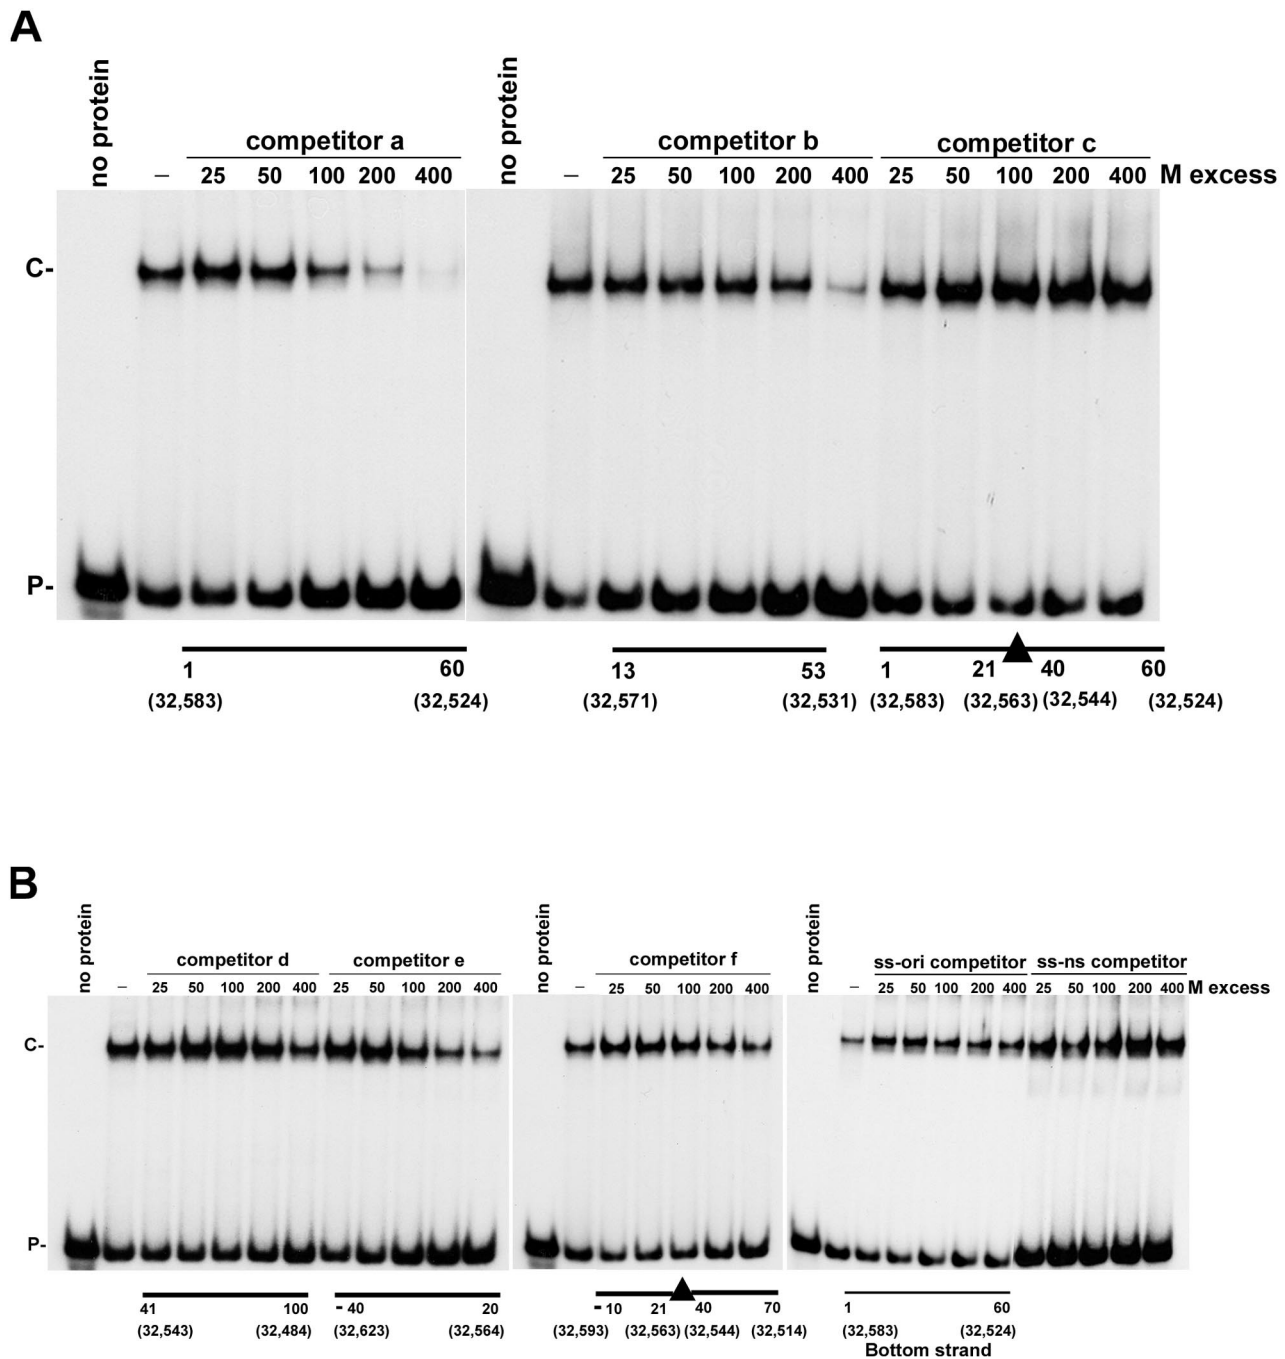 A
no protein
no protein
competitor a
competitor b
competitor c
– 25 50 100 200 400
– 25 50 100 200 400 25 50 100 200 400 M excess
C-
P-
1 60
13 53
1 21 40 60
(32,583) (32,524)
(32,571) (32,531)
(32,583) (32,563) (32,544) (32,524)
B
no protein
no protein
no protein
competitor d
competitor e
competitor f
ss-ori competitor
ss-ns competitor
– 25 50 100 200 400 25 50 100 200 400
– 25 50 100 200 400
– 25 50 100 200 400 25 50 100 200 400 M excess
C-
P-
41 100
- 40 20
- 10 21 40 70
1 60
(32,543) (32,484)
(32,623) (32,564)
(32,593) (32,563) (32,544) (32,514)
(32,583) (32,524)
Bottom strand